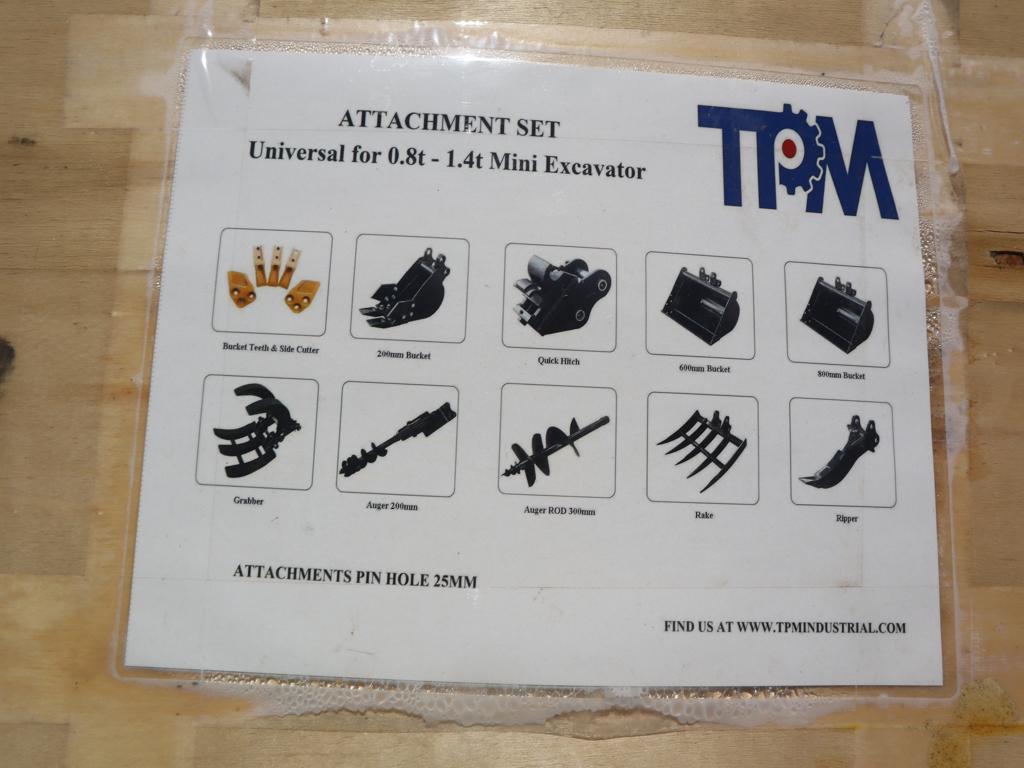 ATTACHMENT SET
Universal for 0.8t - 1.4t Mini Excavator
TPM
Bucket Teeth & Side Cutter
200mm Bucket
Quick Hitch
600mm Bucket
800mm Bucket
Grabber
Auger 200mm
Auger ROD 300mm
Rake
Ripper
ATTACHMENTS PIN HOLE 25MM
FIND US AT WWW.TPMINDUSTRIAL.COM